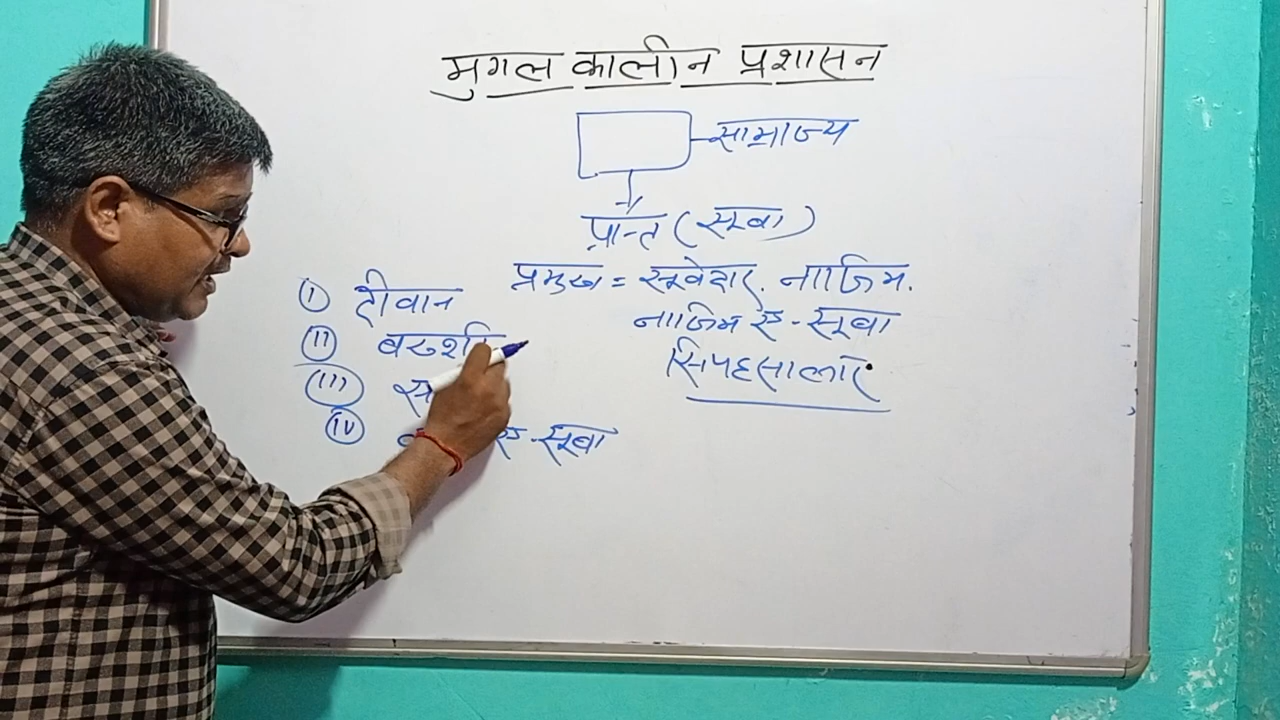 मुगल कालीन प्रशासन
साम्राज्य
प्रान्त (सूबा)
प्रमुख = सूबेदार. नाजिम.
नाजिम ए-सूबा
सिपहसालार
(I) दीवान
(II) बख्शी
(III)
(IV) ए-सूबा